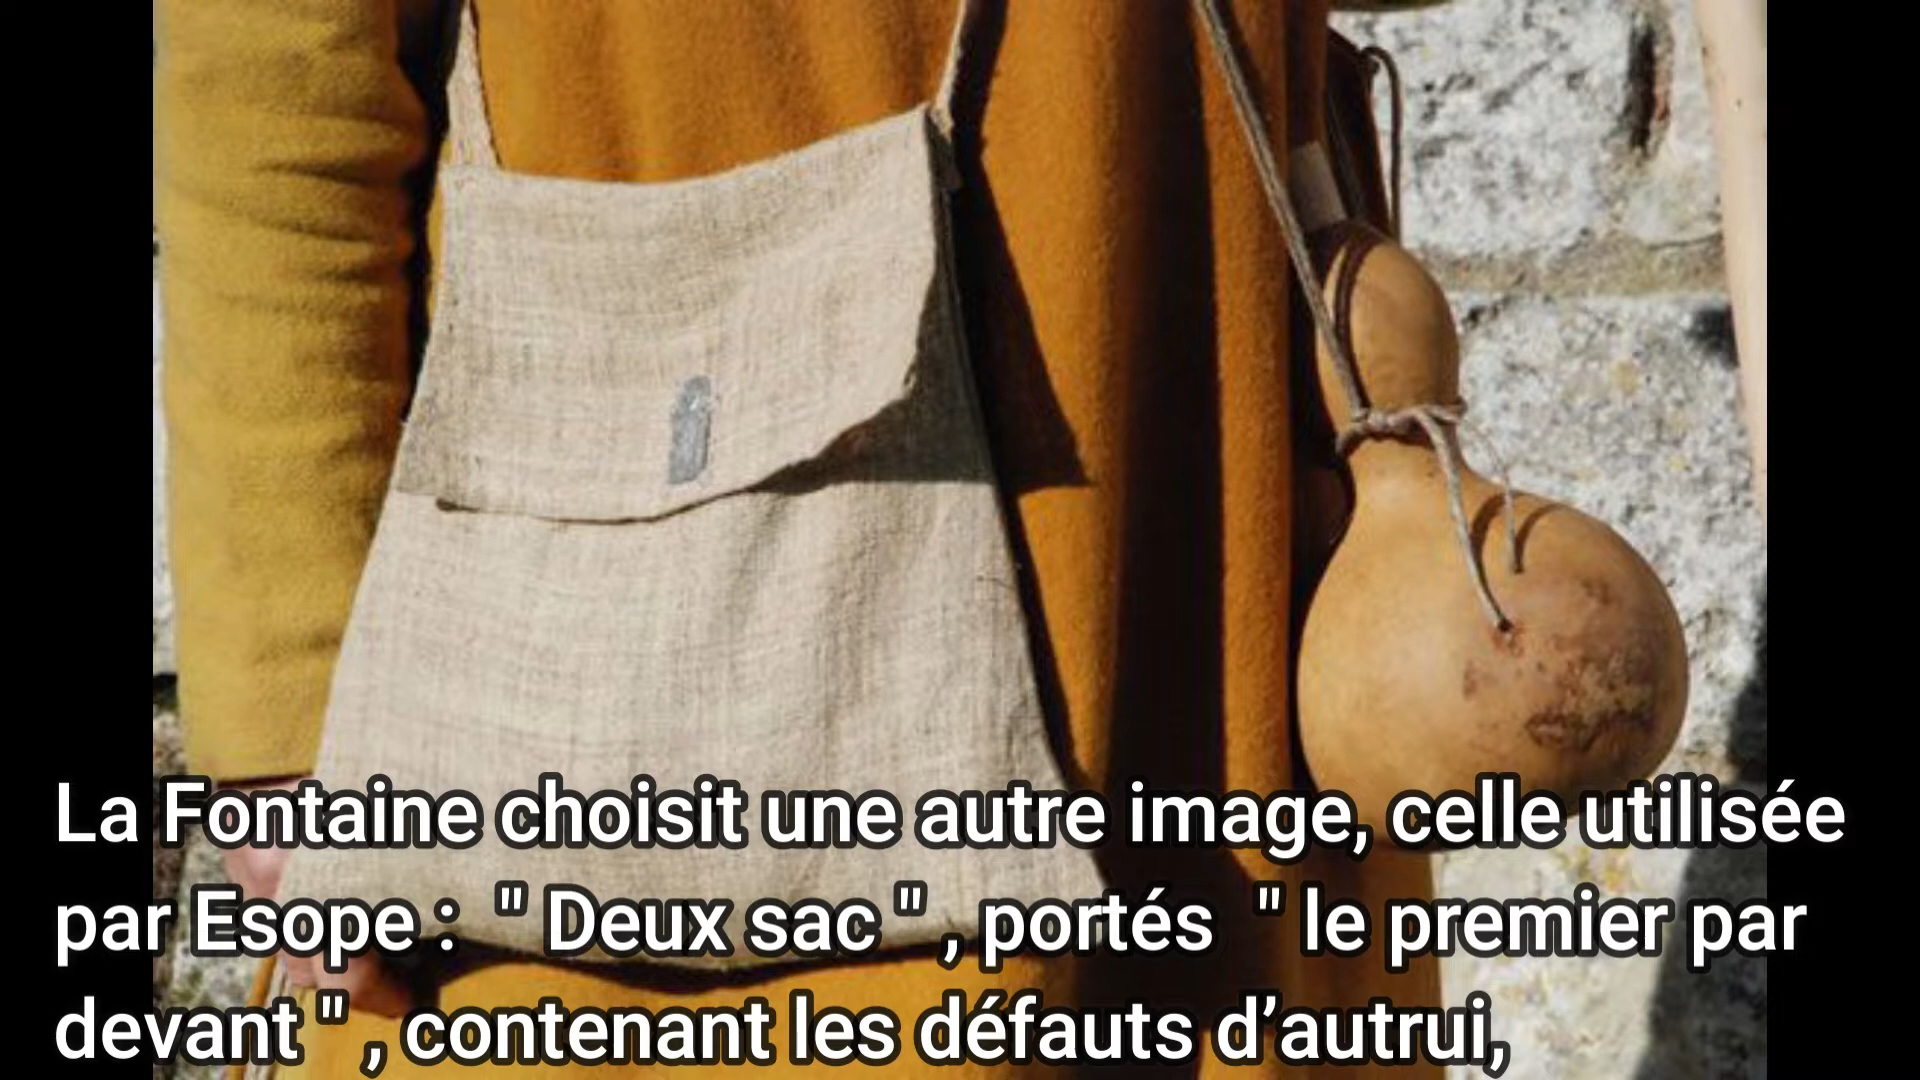 La Fontaine choisit une autre image, celle utilisée
par Esope :  " Deux sac " , portés  " le premier par
devant " , contenant les défauts d’autrui,